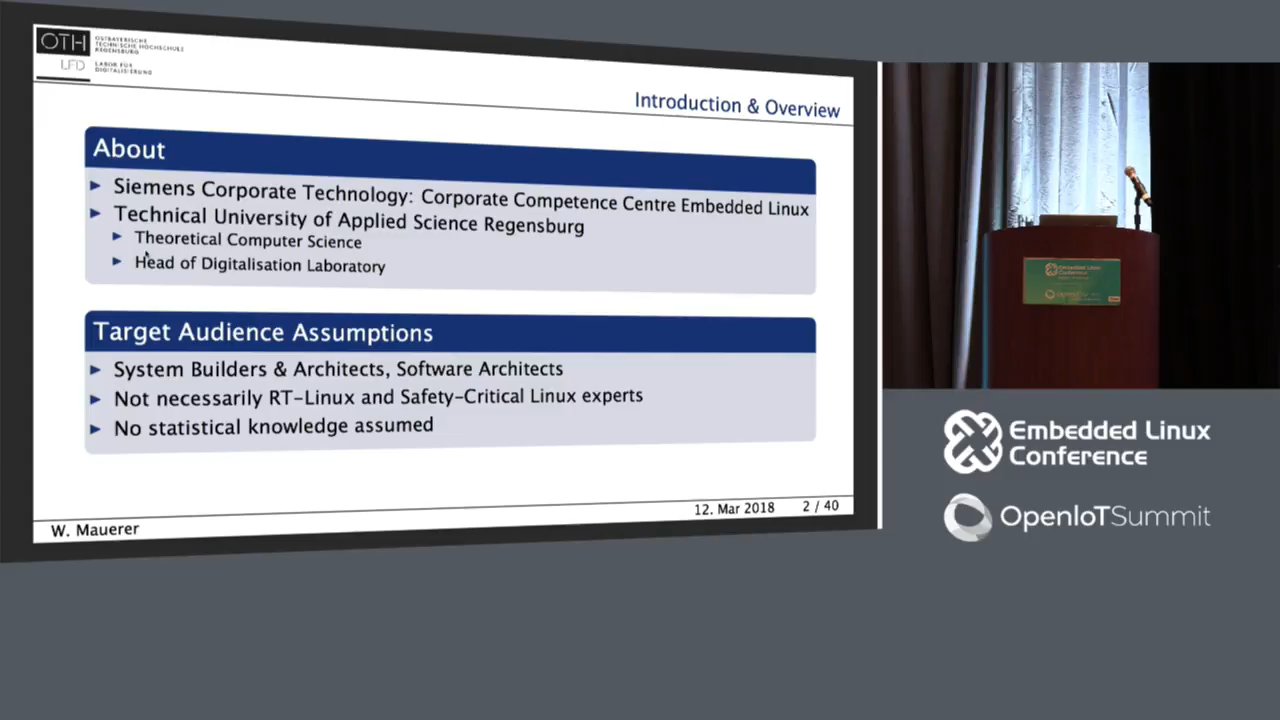 OTH
OSTBAYERISCHE
TECHNISCHE HOCHSCHULE
REGENSBURG
LFD
LABOR FÜR
DIGITALISIERUNG
Introduction & Overview
About
Siemens Corporate Technology: Corporate Competence Centre Embedded Linux
Technical University of Applied Science Regensburg
Theoretical Computer Science
Head of Digitalisation Laboratory
Target Audience Assumptions
System Builders & Architects, Software Architects
Not necessarily RT-Linux and Safety-Critical Linux experts
No statistical knowledge assumed
W. Mauerer
12. Mar 2018
2 / 40
Embedded Linux
Conference
Embedded Linux
Conference
OpenIoTSummit